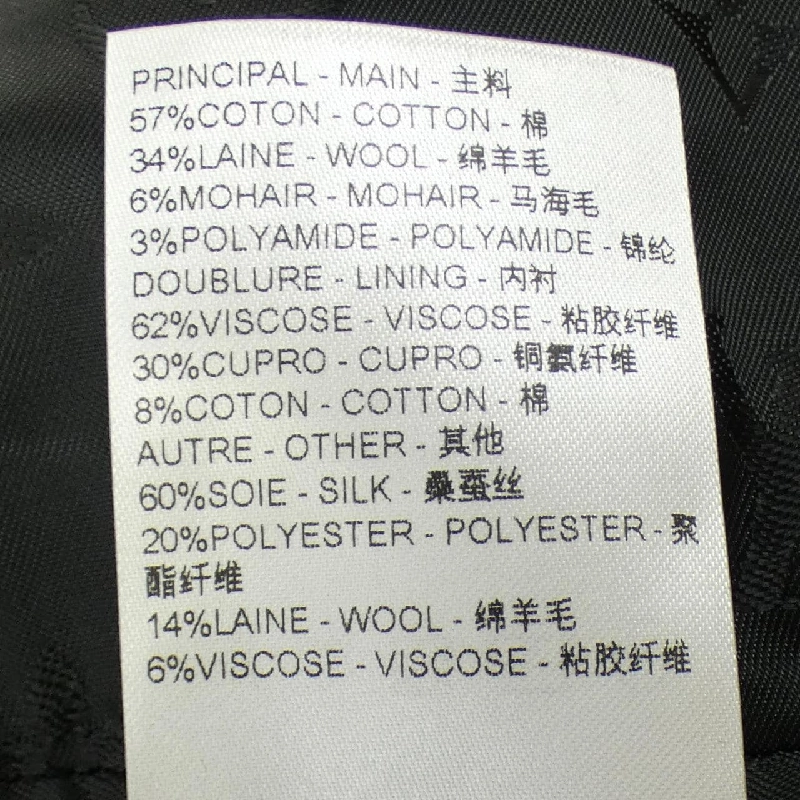 PRINCIPAL - MAIN - 主料
57%COTON - COTTON - 棉
34%LAINE - WOOL - 绵羊毛
6%MOHAIR - MOHAIR - 马海毛
3%POLYAMIDE - POLYAMIDE - 锦纶
DOUBLURE - LINING - 内衬
62%VISCOSE - VISCOSE - 粘胶纤维
30%CUPRO - CUPRO - 铜氨纤维
8%COTON - COTTON - 棉
AUTRE - OTHER - 其他
60%SOIE - SILK - 桑蚕丝
20%POLYESTER - POLYESTER - 聚
酯纤维
14%LAINE - WOOL - 绵羊毛
6%VISCOSE - VISCOSE - 粘胶纤维